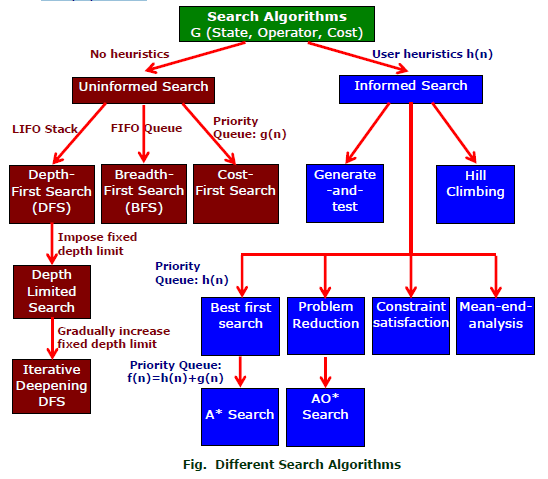 Search Algorithms
G (State, Operator, Cost)
No heuristics
User heuristics h(n)
Uninformed Search
Informed Search
LIFO Stack
FIFO Queue
Priority
Queue: g(n)
Depth-
First Search
(DFS)
Breadth-
First Search
(BFS)
Cost-
First Search
Generate
-and-
test
Hill
Climbing
Impose fixed
depth limit
Depth
Limited
Search
Priority
Queue: h(n)
Best first
search
Problem
Reduction
Constraint
satisfaction
Mean-end-
analysis
Gradually increase
fixed depth limit
Iterative
Deepening
DFS
Priority Queue:
f(n)=h(n)+g(n)
A* Search
AO*
Search
Fig. Different Search Algorithms